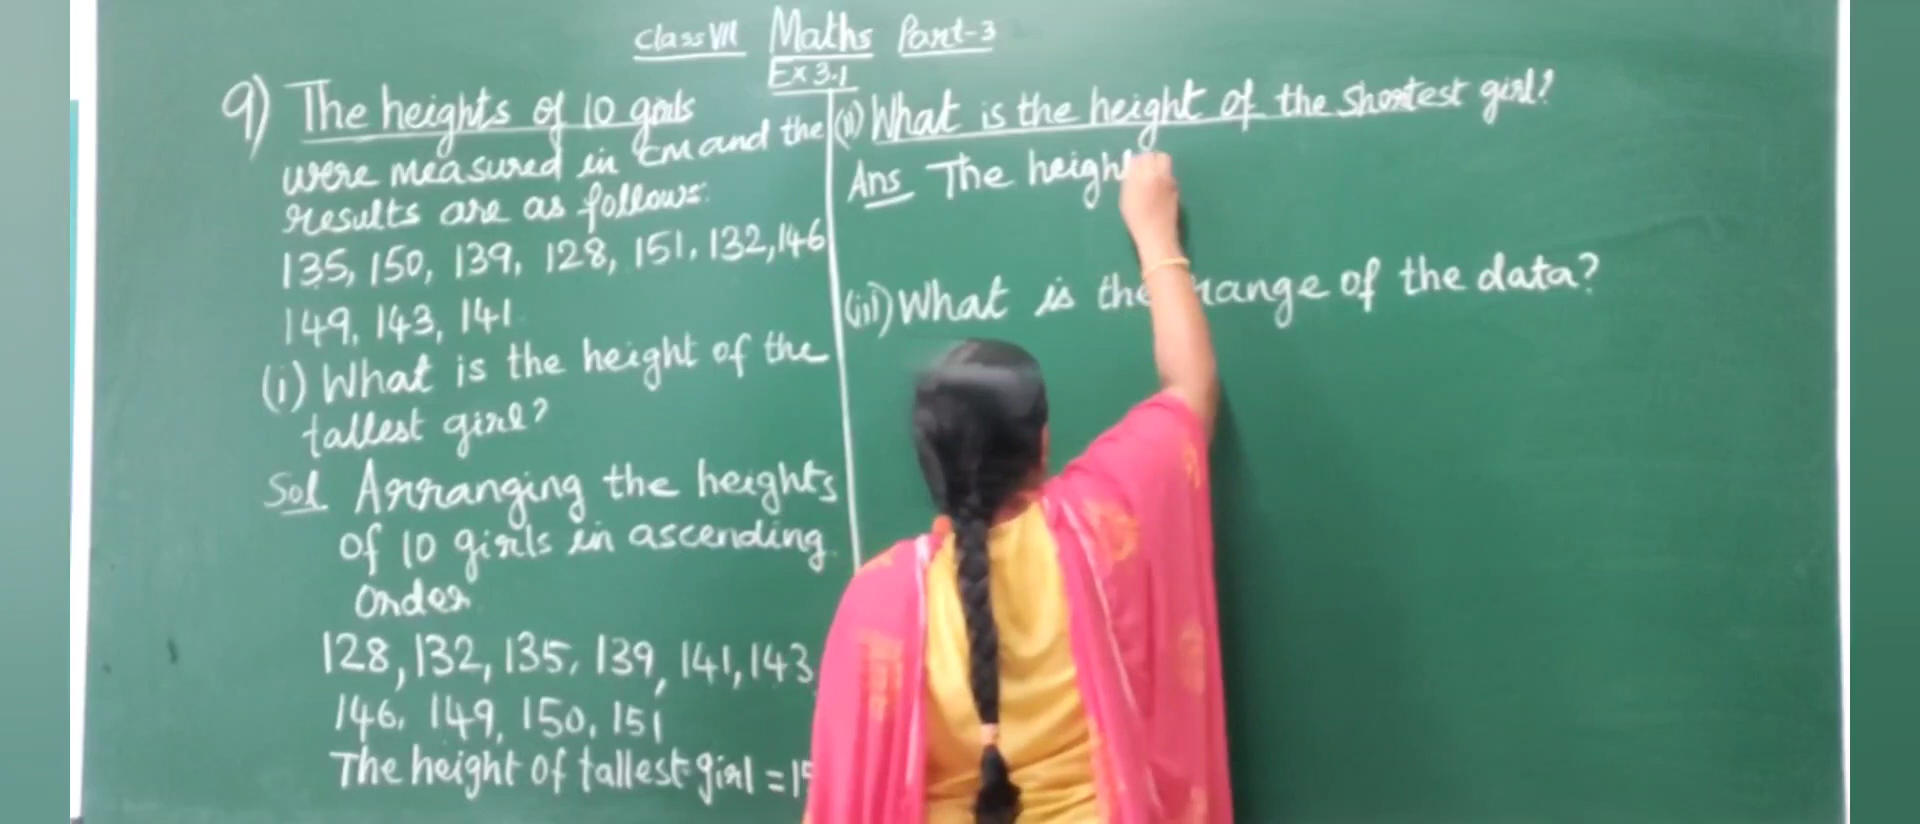 Class VII Maths Part-3
Ex 3.1
9) The heights of 10 girls
were measured in cm and the
results are as follows:
135, 150, 139, 128, 151, 132, 146
149, 143, 141
(i) What is the height of the
tallest girl?
Sol Arranging the heights
of 10 girls in ascending
Order
128, 132, 135, 139, 141, 143,
146, 149, 150, 151
The height of tallest girl = 15
(ii) What is the height of the shortest girl?
Ans The height
(iii) What is the range of the data?